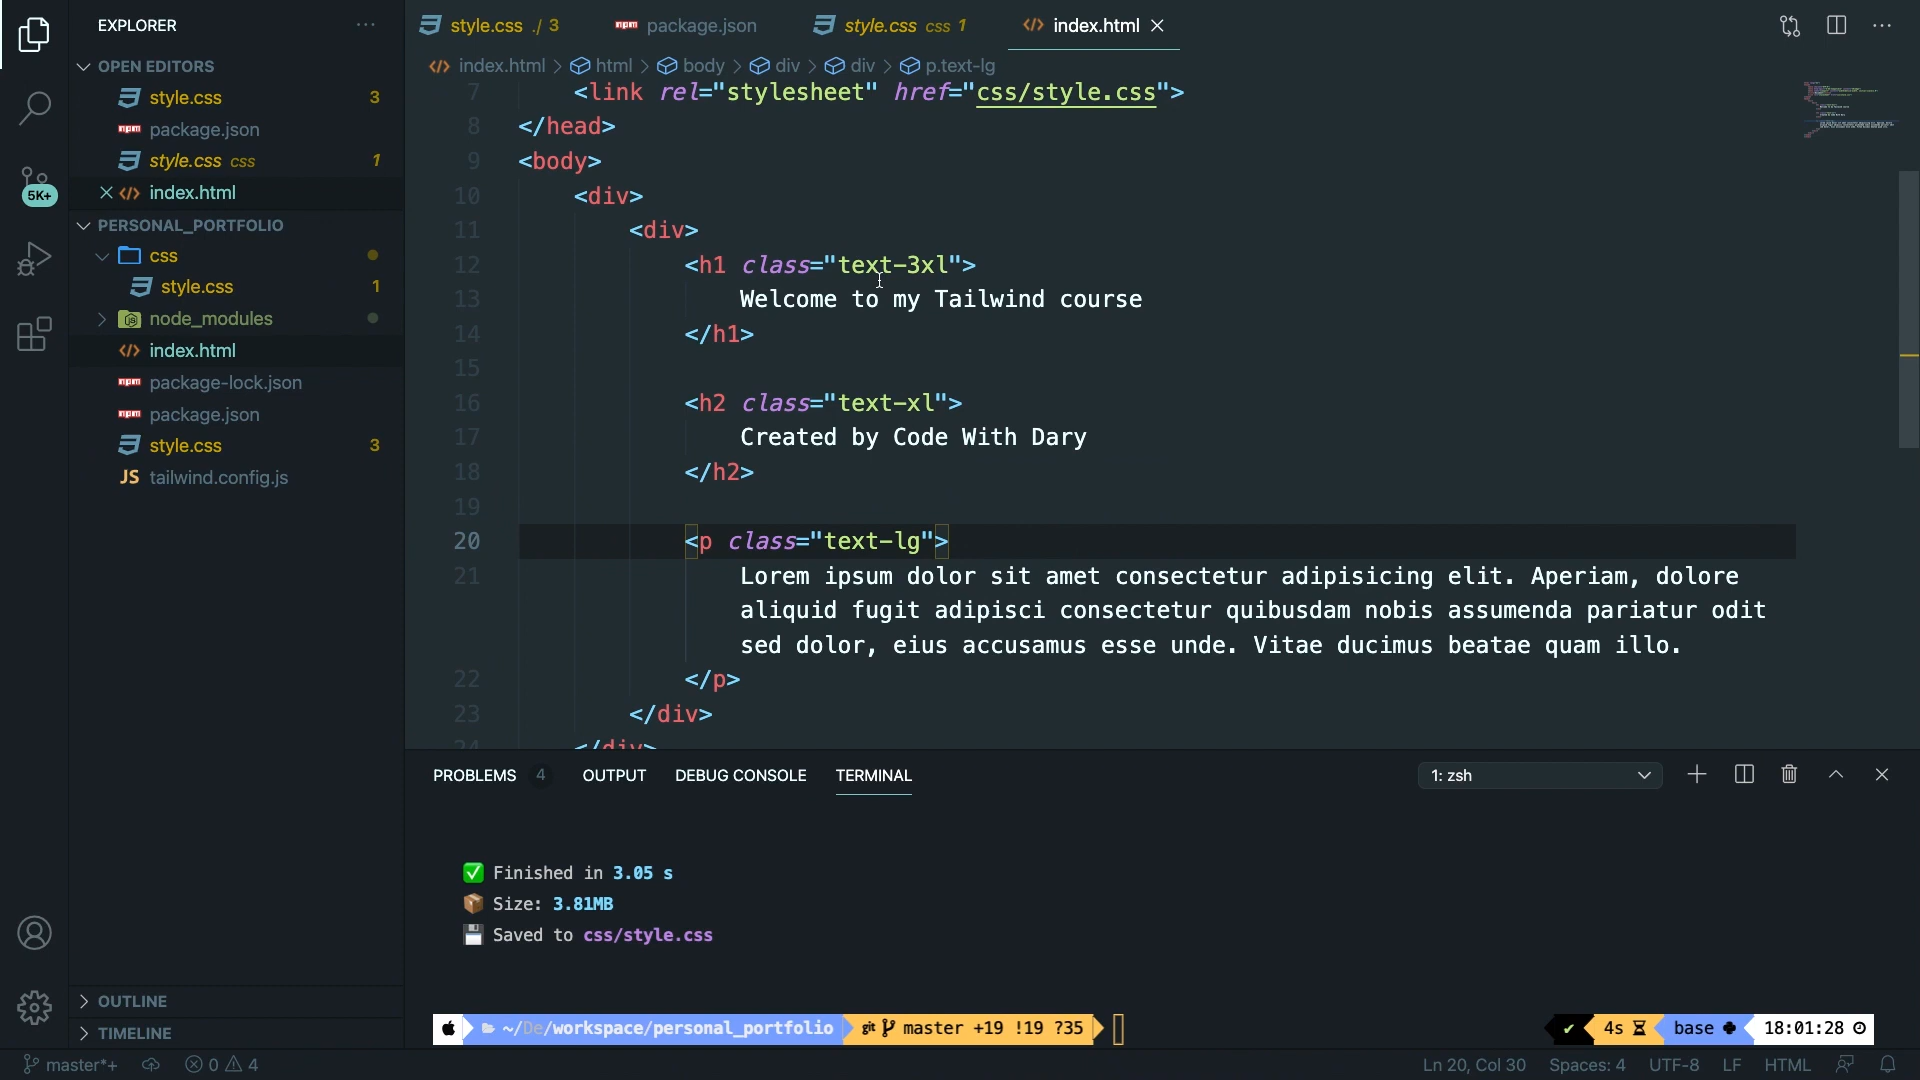 EXPLORER
OPEN EDITORS
style.css 3
package.json
style.css css 1
index.html
PERSONAL_PORTFOLIO
css
style.css 1
node_modules
index.html
package-lock.json
package.json
style.css 3
JS tailwind.config.js
OUTLINE
TIMELINE
5K+
style.css ./ 3
package.json
style.css css 1
index.html
index.html > html > body > div > div > p.text-lg
7 <link rel="stylesheet" href="css/style.css">
8 </head>
9 <body>
10 <div>
11 <div>
12 <h1 class="text-3xl">
13 Welcome to my Tailwind course
14 </h1>
15
16 <h2 class="text-xl">
17 Created by Code With Dary
18 </h2>
19
20 <p class="text-lg">
21 Lorem ipsum dolor sit amet consectetur adipisicing elit. Aperiam, dolore
aliquid fugit adipisci consectetur quibusdam nobis assumenda pariatur odit
sed dolor, eius accusamus esse unde. Vitae ducimus beatae quam illo.
22 </p>
23 </div>
24 </div>
PROBLEMS 4 OUTPUT DEBUG CONSOLE TERMINAL 1: zsh
Finished in 3.05 s
Size: 3.81MB
Saved to css/style.css
~/De/workspace/personal_portfolio git master +19 !19 ?35 4s base 18:01:28
master*+ 0 4 Ln 20, Col 30 Spaces: 4 UTF-8 LF HTML